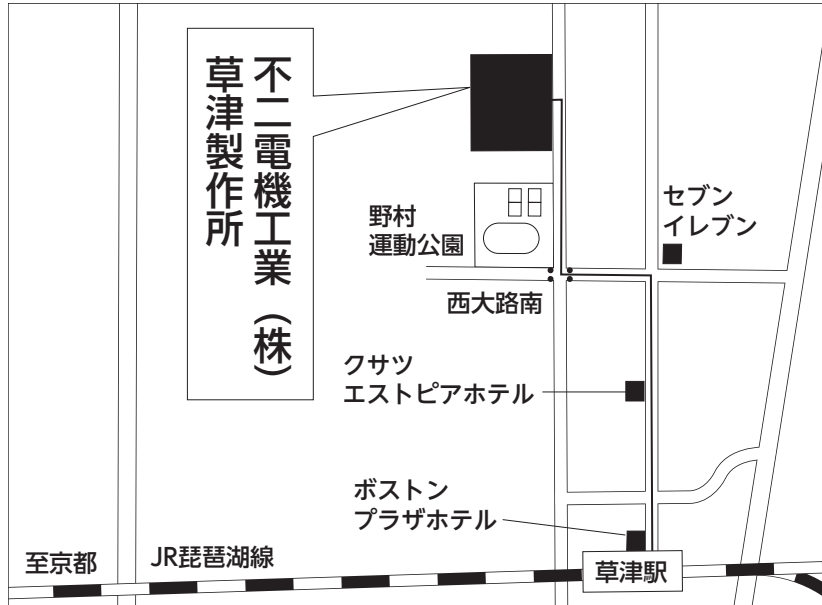 不二電機工業（株）
草津製作所
野村
運動公園
セブン
イレブン
西大路南
クサツ
エストピアホテル
ボストン
プラザホテル
至京都
JR琵琶湖線
草津駅